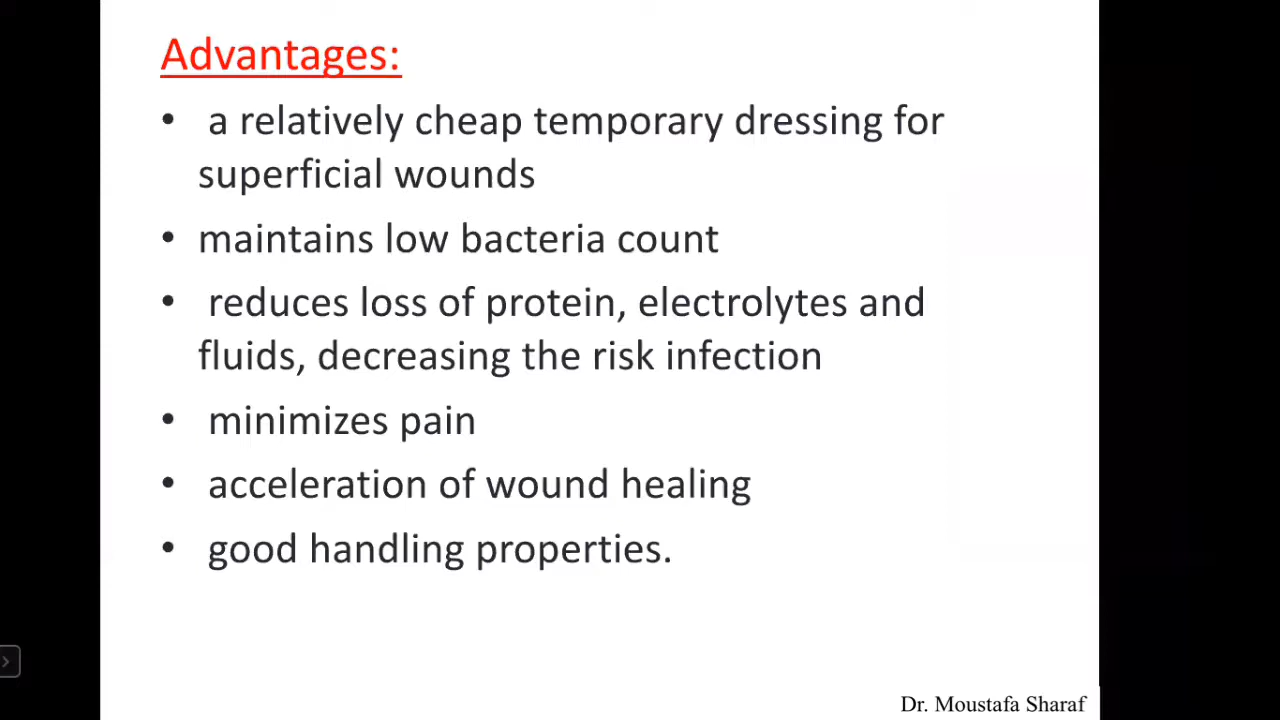 Advantages:
• a relatively cheap temporary dressing for
superficial wounds
• maintains low bacteria count
• reduces loss of protein, electrolytes and
fluids, decreasing the risk infection
• minimizes pain
• acceleration of wound healing
• good handling properties.
Dr. Moustafa Sharaf